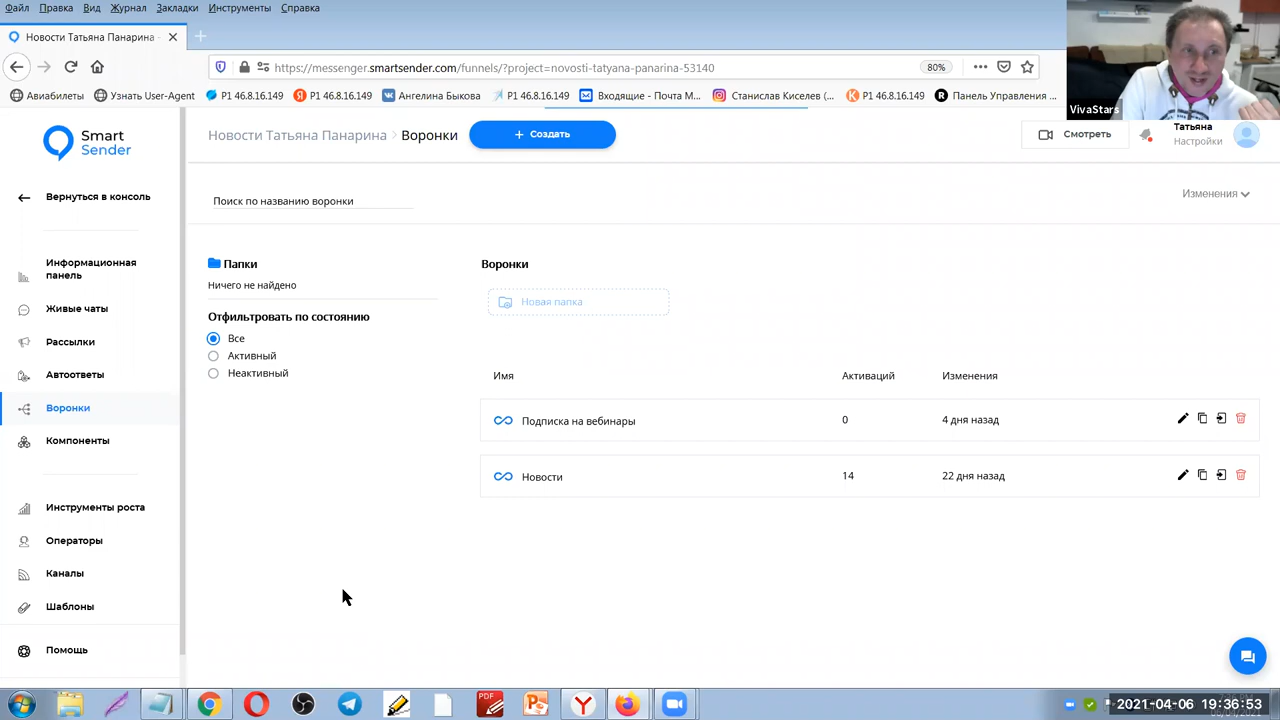 Файл Правка Вид Журнал Закладки Инструменты Справка
Новости Татьяна Панарина -
https://messenger.smartsender.com/funnels/?project=novosti-tatyana-panarina-53140 80%
Авиабилеты Узнать User-Agent P1 46.8.16.149 P1 46.8.16.149 Ангелина Быкова P1 46.8.16.149 Входящие - Почта M... Станислав Киселев (... P1 46.8.16.149 Панель Управления ...
VivaStars
Smart
Sender
Новости Татьяна Панарина > Воронки + Создать Смотреть Татьяна
Настройки
Вернуться в консоль
Поиск по названию воронки Изменения
Информационная
панель
Живые чаты
Рассылки
Автоответы
Воронки
Компоненты
Инструменты роста
Операторы
Каналы
Шаблоны
Помощь
Папки
Ничего не найдено
Отфильтровать по состоянию
Все
Активный
Неактивный
Воронки
Новая папка
Имя Активаций Изменения
Подписка на вебинары 0 4 дня назад
Новости 14 22 дня назад
PDF
2021-04-06 19:36:53